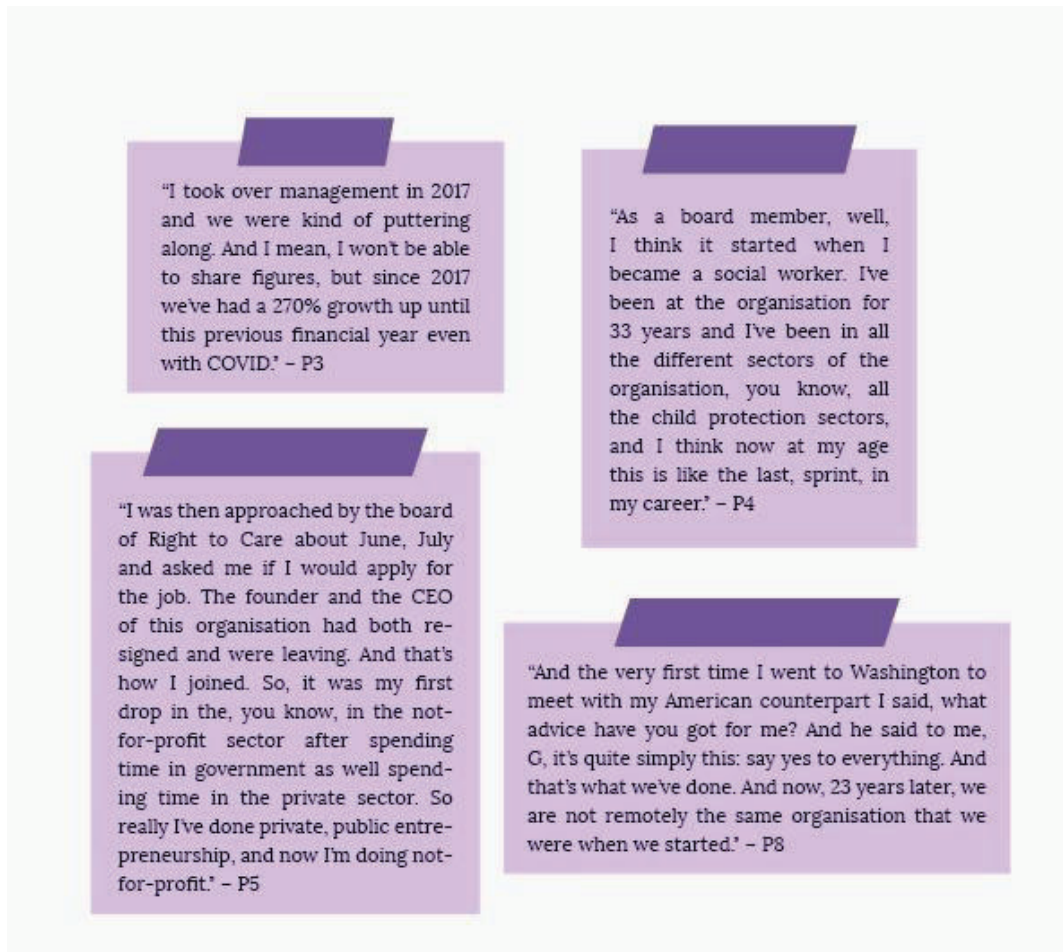 “I took over management in 2017
and we were kind of puttering
along. And I mean, I won’t be able
to share figures, but since 2017
we’ve had a 270% growth up until
this previous financial year even
with COVID.” – P3
“As a board member, well,
I think it started when I
became a social worker. I’ve
been at the organisation for
33 years and I’ve been in all
the different sectors of the
organisation, you know, all
the child protection sectors,
and I think now at my age
this is like the last, sprint, in
my career.” – P4
“I was then approached by the board
of Right to Care about June, July
and asked me if I would apply for
the job. The founder and the CEO
of this organisation had both re-
signed and were leaving. And that’s
how I joined. So, it was my first
drop in the, you know, in the not-
for-profit sector after spending
time in government as well spend-
ing time in the private sector. So
really I’ve done private, public entre-
preneurship, and now I’m doing not-
for-profit.” – P5
“And the very first time I went to Washington to
meet with my American counterpart I said, what
advice have you got for me? And he said to me,
G, it’s quite simply this: say yes to everything. And
that’s what we’ve done. And now, 23 years later, we
are not remotely the same organisation that we
were when we started.” – P8